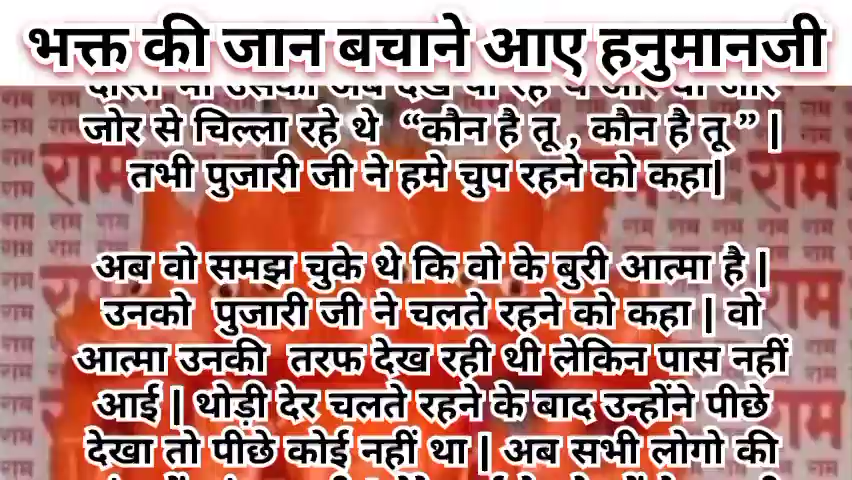 भक्त की जान बचाने आए हनुमानजी
जोर से चिल्ला रहे थे “कौन है तू , कौन है तू ” |
तभी पुजारी जी ने हमे चुप रहने को कहा|
अब वो समझ चुके थे कि वो के बुरी आत्मा है |
उनको पुजारी जी ने चलते रहने को कहा | वो
आत्मा उनकी तरफ देख रही थी लेकिन पास नहीं
आई | थोड़ी देर चलते रहने के बाद उन्होंने पीछे
देखा तो पीछे कोई नहीं था | अब सभी लोगो की
राम
राम
राम
राम
राम
राम